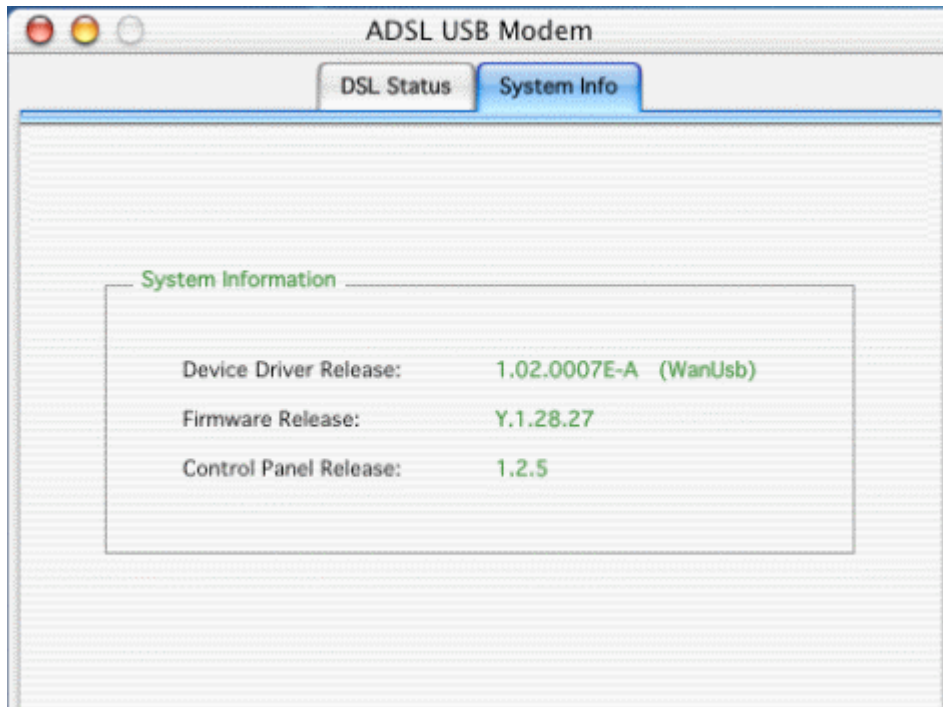 ADSL USB Modem
DSL Status System Info
System Information
Device Driver Release: 1.02.0007E-A (WanUsb)
Firmware Release: Y.1.28.27
Control Panel Release: 1.2.5